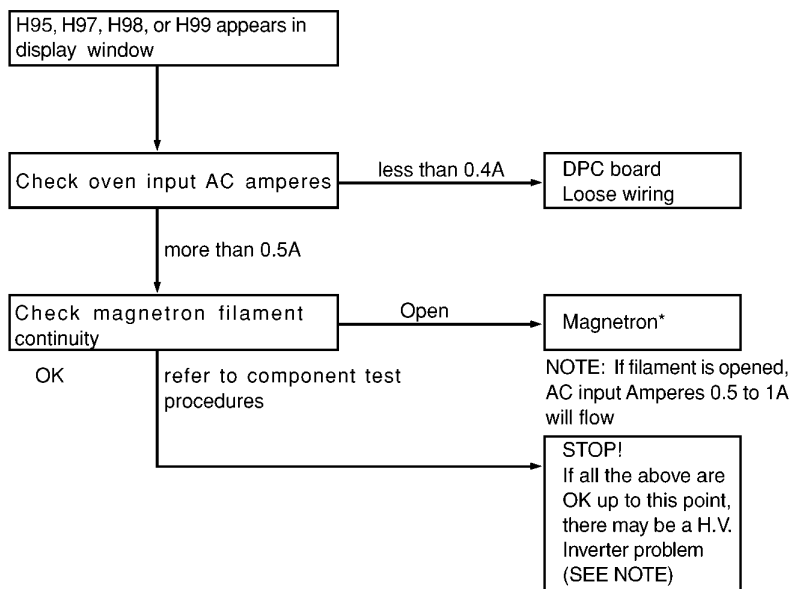 H95, H97, H98, or H99 appears in
display window
Check oven input AC amperes
less than 0.4A
DPC board
Loose wiring
more than 0.5A
Check magnetron filament
continuity
Open
Magnetron*
NOTE: If filament is opened,
AC input Amperes 0.5 to 1A
will flow
OK
refer to component test
procedures
STOP!
If all the above are
OK up to this point,
there may be a H.V.
Inverter problem
(SEE NOTE)